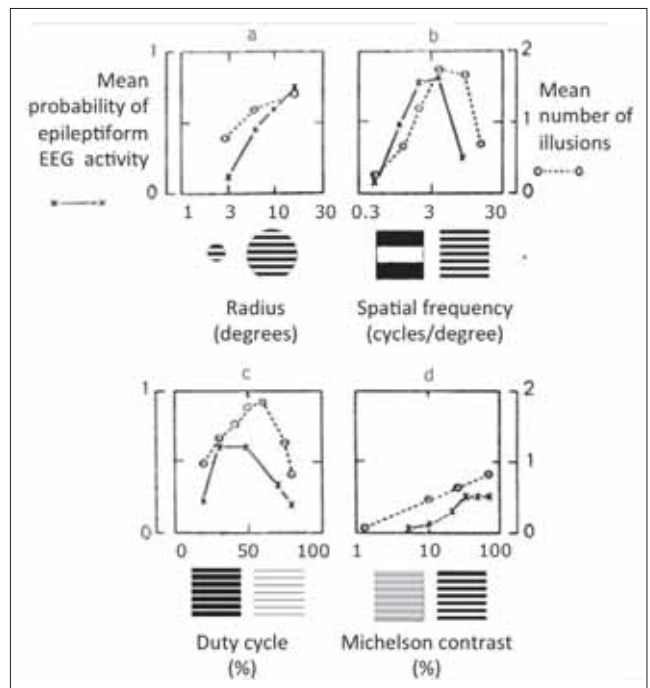 a
b
1
2
Mean
probability of
epileptiform
EEG activity
Mean
number of
illusions
1
0
0
1
3
10
30
0.3
3
30
Radius
(degrees)
Spatial frequency
(cycles/degree)
c
d
1
2
1
0
0
0
50
100
1
10
100
Duty cycle
(%)
Michelson contrast
(%)